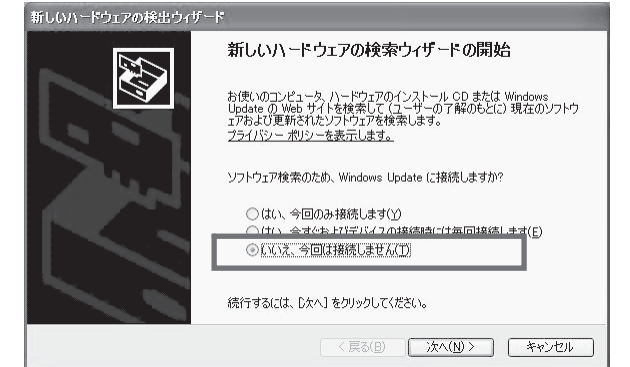 新しいハードウェアの検出ウィザード
新しいハードウェアの検索ウィザードの開始
お使いのコンピュータ、ハードウェアのインストール CD または Windows
Update の Web サイトを検索して (ユーザーの了解のもとに) 現在のソフトウ
ェアおよび更新されたソフトウェアを検索します。
プライバシー ポリシーを表示します。
ソフトウェア検索のため、Windows Update に接続しますか?
はい、今回のみ接続します(Y)
はい、今すぐおよびデバイスの接続時には毎回接続します(E)
いいえ、今回は接続しません(T)
続行するには、[次へ] をクリックしてください。
< 戻る(B)
次へ(N) >
キャンセル